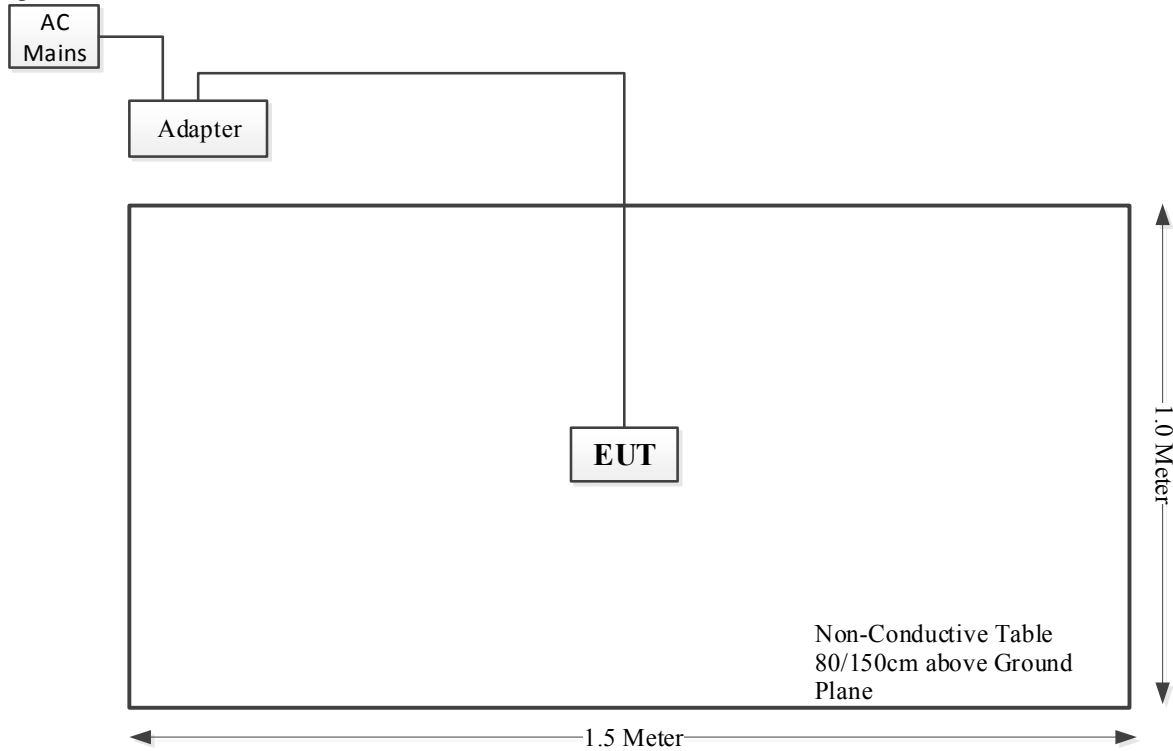 AC
Mains
Adapter
EUT
1.0 Meter
Non-Conductive Table
80/150cm above Ground
Plane
1.5 Meter